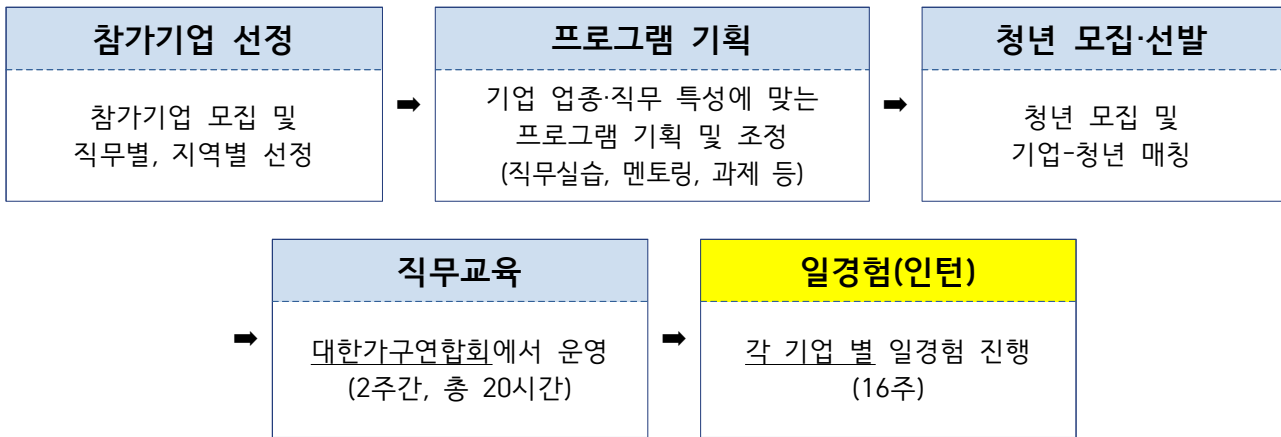 참가기업 선정
참가기업 모집 및
직무별, 지역별 선정
➡
프로그램 기획
기업 업종·직무 특성에 맞는
프로그램 기획 및 조정
(직무실습, 멘토링, 과제 등)
➡
청년 모집·선발
청년 모집 및
기업-청년 매칭
➡
직무교육
대한가구연합회에서 운영
(2주간, 총 20시간)
➡
일경험(인턴)
각 기업 별 일경험 진행
(16주)